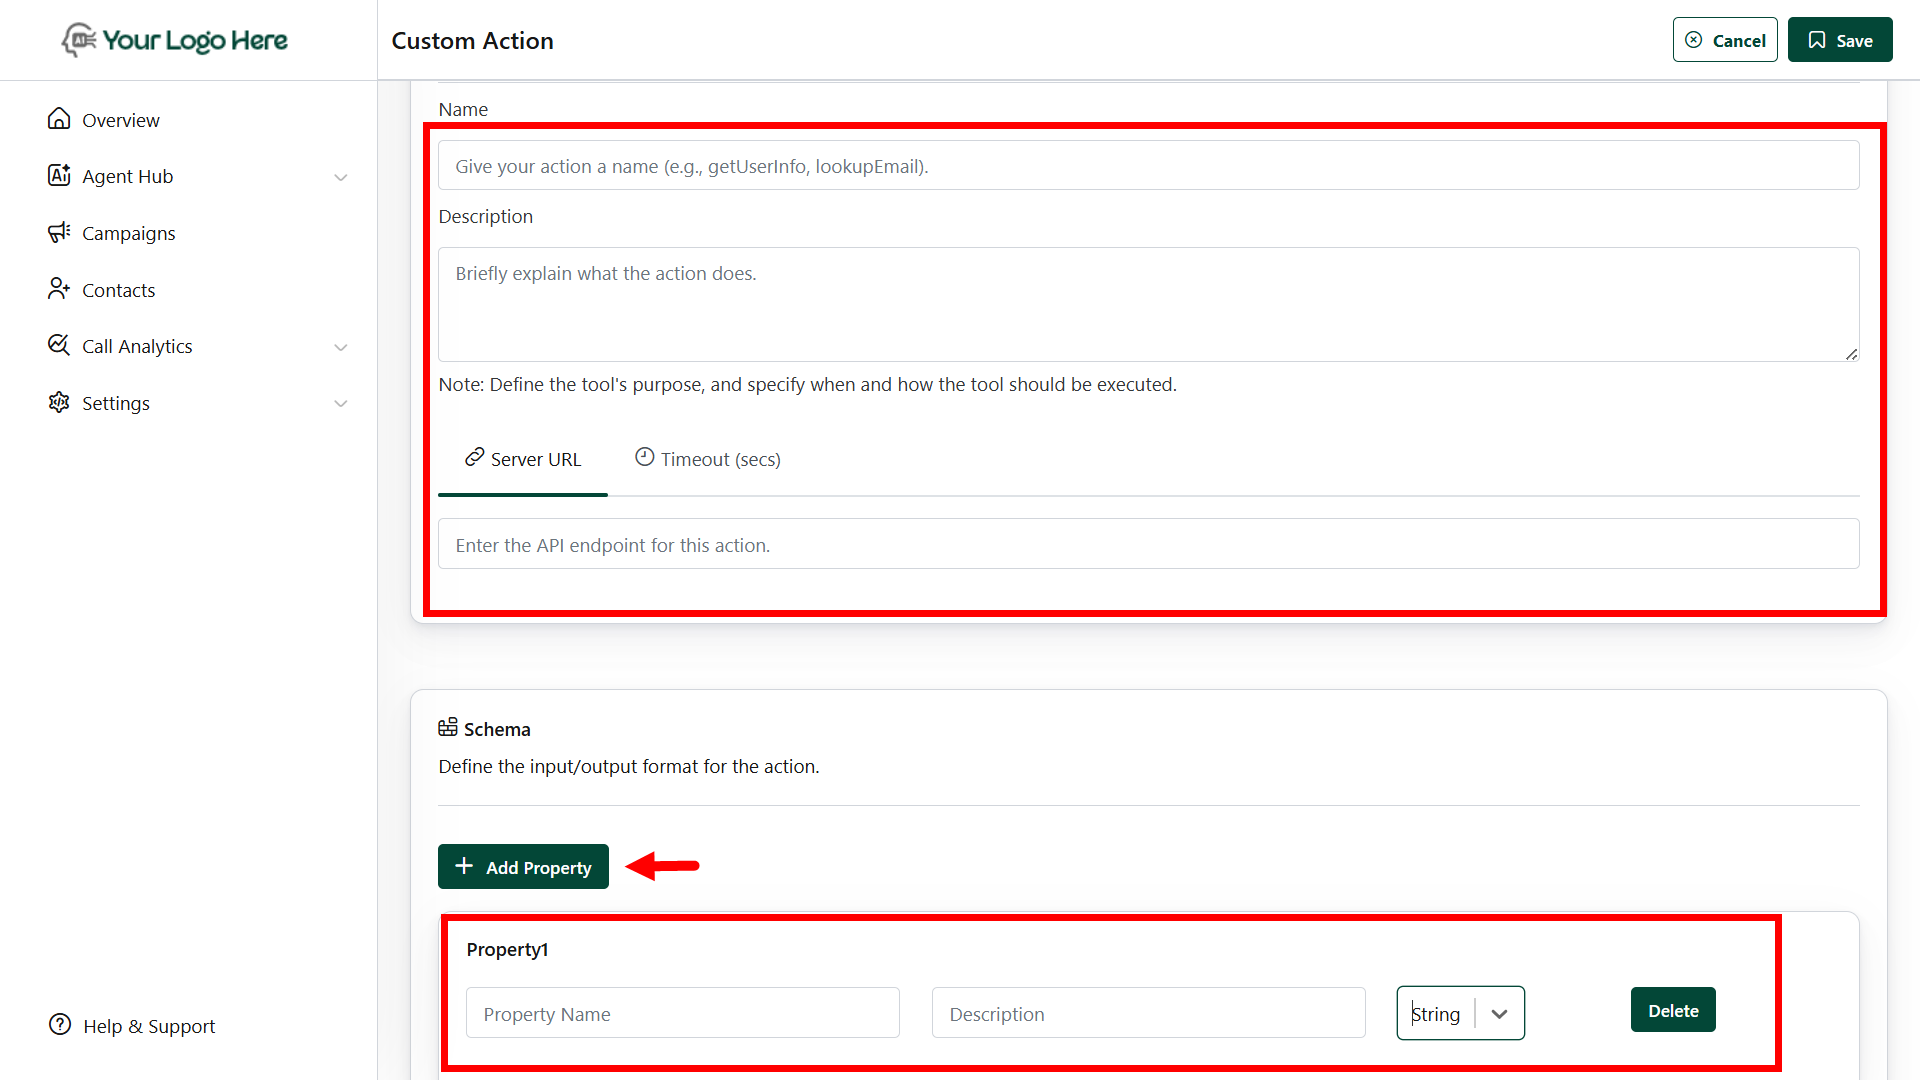 AI Your Logo Here
Custom Action
Cancel
Save
Overview
Agent Hub
Campaigns
Contacts
Call Analytics
Settings
Help & Support
Name
Give your action a name (e.g., getUserInfo, lookupEmail).
Description
Briefly explain what the action does.
Note: Define the tool's purpose, and specify when and how the tool should be executed.
Server URL
Timeout (secs)
Enter the API endpoint for this action.
Schema
Define the input/output format for the action.
Add Property
Property1
Property Name
Description
String
Delete